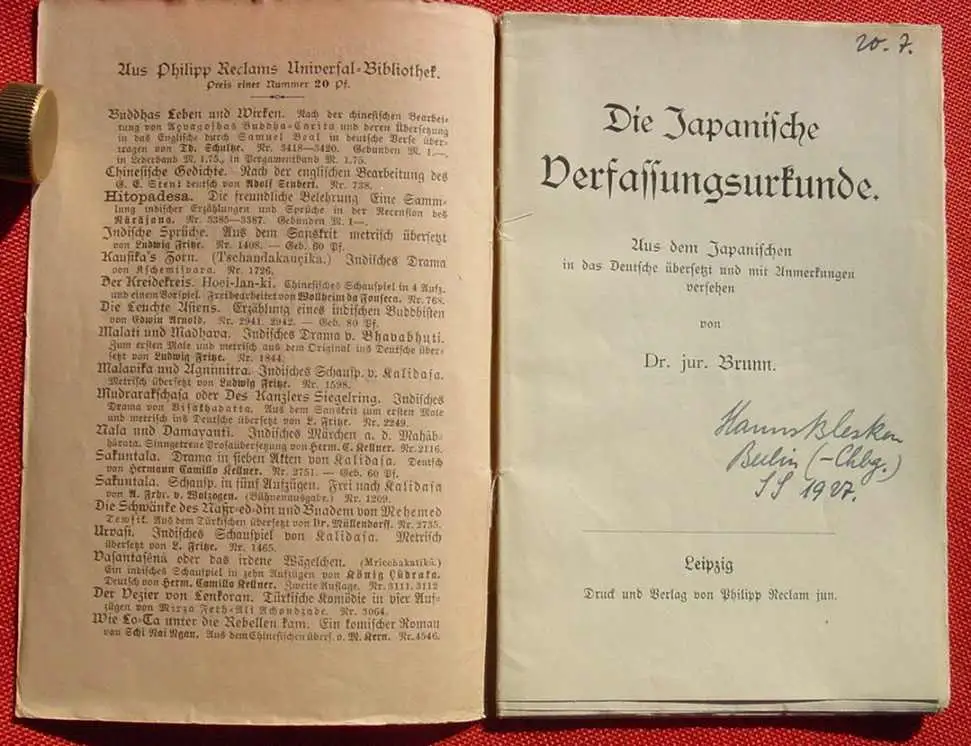 Aus Philipp Reclams Universal-Bibliothek.
Preis einer Nummer 20 Pf.
Buddhas Leben und Wirken. Nach der chinesischen Bearbei-
tung von Açvagoshas Buddha-Carita und deren Übersetzung
in das Englische durch Samuel Beal in deutsche Verse über-
tragen von Th. Schultze. Nr. 3418—3420. Gebunden M. 1.—,
in Lederband M. 1.75, in Pergamentband M. 1.75.
Chinesische Gedichte. Nach der englischen Bearbeitung des
G. E. Stent deutsch von Adolf Seubert. Nr. 738.
Hitopadesa. Die freundliche Belehrung Eine Samm-
lung indischer Erzählungen und Sprüche in der Recension des
Nârâjana. Nr. 3385—3387. Gebunden M. 1—.
Indische Sprüche. Aus dem Sanskrit metrisch übersetzt
von Ludwig Fritze. Nr. 1408. — Geb. 60 Pf.
Kausika's Zorn. (Tschandakauçika.) Indisches Drama
von Kschemisvara. Nr. 1726.
Der Kreidekreis. Hoei-lan-ki. Chinesisches Schauspiel in 4 Aufz.
und einem Vorspiel. Frei bearbeitet von Wollheim da Fonseca. Nr. 768.
Die Leuchte Asiens. Erzählung eines indischen Buddhisten
von Edwin Arnold. Nr. 2941. 2942. — Geb. 80 Pf.
Malati und Madhava. Indisches Drama v. Bhavabhuti.
Zum ersten Male und metrisch aus dem Original ins Deutsche über-
setzt von Ludwig Fritze. Nr. 1844.
Malavika und Agnimitra. Indisches Schausp. v. Kalidasa.
Metrisch übersetzt von Ludwig Fritze. Nr. 1598.
Mudrarakschasa oder Des Kanzlers Siegelring. Indisches
Drama von Visakhadatta. Aus dem Sanskrit zum ersten Male
und metrisch ins Deutsche übersetzt von L. Fritze. Nr. 2249.
Nala und Damayanti. Indisches Märchen a. d. Mahâb-
hârata. Sinngetreue Prosaübersetzung von Herm. C. Kellner. Nr. 2116.
Sakuntala. Drama in sieben Akten von Kalidasa. Deutsch
von Hermann Camillo Kellner. Nr. 2751. — Geb. 60 Pf.
Sakuntala. Schausp. in fünf Aufzügen. Frei nach Kalidasa
von A. Frhr. v. Wolzogen. (Bühnenausgabe.) Nr. 1209.
Die Schwänke des Naßr-ed-din und Buadem von Mehemed
Tewfik. Aus dem Türkischen übersetzt von Dr. Müllendorff. Nr. 2735.
Urvasi. Indisches Schauspiel von Kalidasa. Metrisch
übersetzt von L. Fritze. Nr. 1465.
Vasantasênâ oder das irdene Wägelchen. (Mricchakatikâ.)
Ein indisches Schauspiel in zehn Aufzügen von König Çûdraka.
Deutsch von Herm. Camillo Kellner. Zweite Auflage. Nr. 3111. 3112
Der Vezier von Lenkoran. Türkische Komödie in vier Auf-
zügen von Mirza Feth-Ali Achondzade. Nr. 3064.
Wie Lo-Ta unter die Rebellen kam. Ein komischer Roman
von Schi Nai Ngan. Aus dem Chinesischen übers. v. M. Kern. Nr. 4546.
20. 7.
Die Japanische
Verfassungsurkunde.
Aus dem Japanischen
in das Deutsche übersetzt und mit Anmerkungen
versehen
von
Dr. jur. Brunn.
Hanns Blesken
Berlin (-Chbg.)
SS 1927.
Leipzig
Druck und Verlag von Philipp Reclam jun.